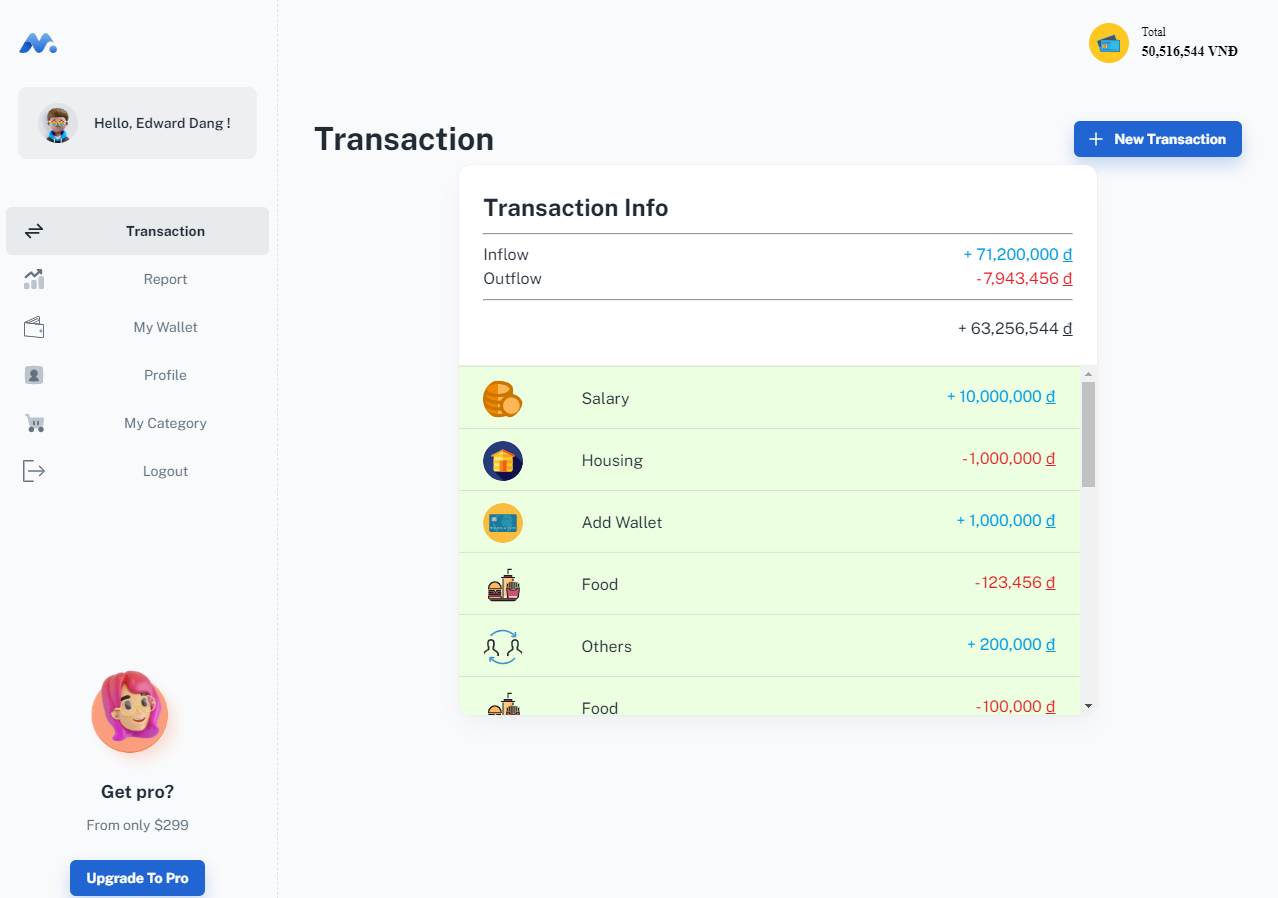 Total
50,516,544 VNĐ
Hello, Edward Dang !
Transaction
Report
My Wallet
Profile
My Category
Logout
Get pro?
From only $299
Upgrade To Pro
Transaction
New Transaction
Transaction Info
Inflow + 71,200,000 đ
Outflow - 7,943,456 đ
+ 63,256,544 đ
Salary + 10,000,000 đ
Housing - 1,000,000 đ
Add Wallet + 1,000,000 đ
Food - 123,456 đ
Others + 200,000 đ
Food - 100,000 đ